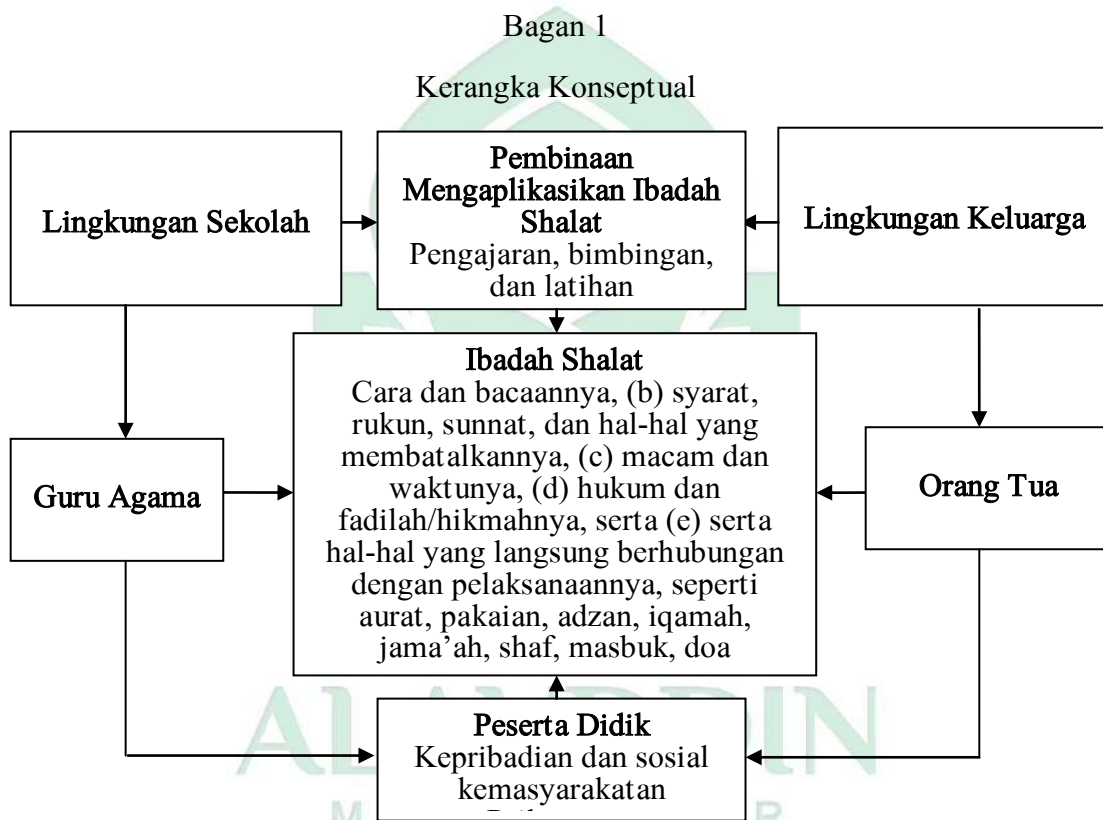 Bagan 1
Kerangka Konseptual
Lingkungan Sekolah
Pembinaan
Mengaplikasikan Ibadah
Shalat
Pengajaran, bimbingan,
dan latihan
Lingkungan Keluarga
Ibadah Shalat
Cara dan bacaannya, (b) syarat,
rukun, sunnat, dan hal-hal yang
membatalkannya, (c) macam dan
waktunya, (d) hukum dan
fadilah/hikmahnya, serta (e) serta
hal-hal yang langsung berhubungan
dengan pelaksanaannya, seperti
aurat, pakaian, adzan, iqamah,
jama’ah, shaf, masbuk, doa
Guru Agama
Orang Tua
Peserta Didik
Kepribadian dan sosial
kemasyarakatan